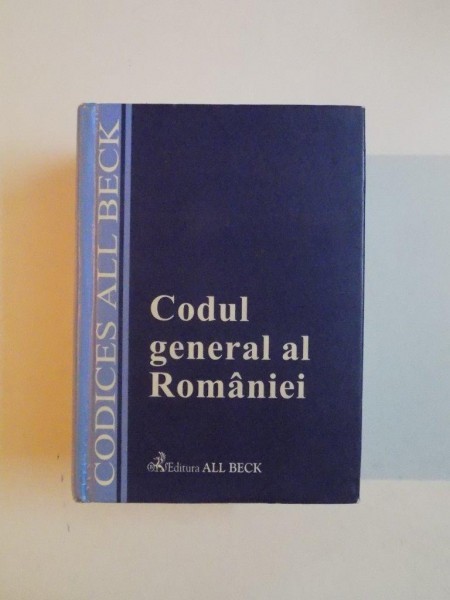 CODICES ALL BECK
Codul
general al
României
Editura ALL BECK